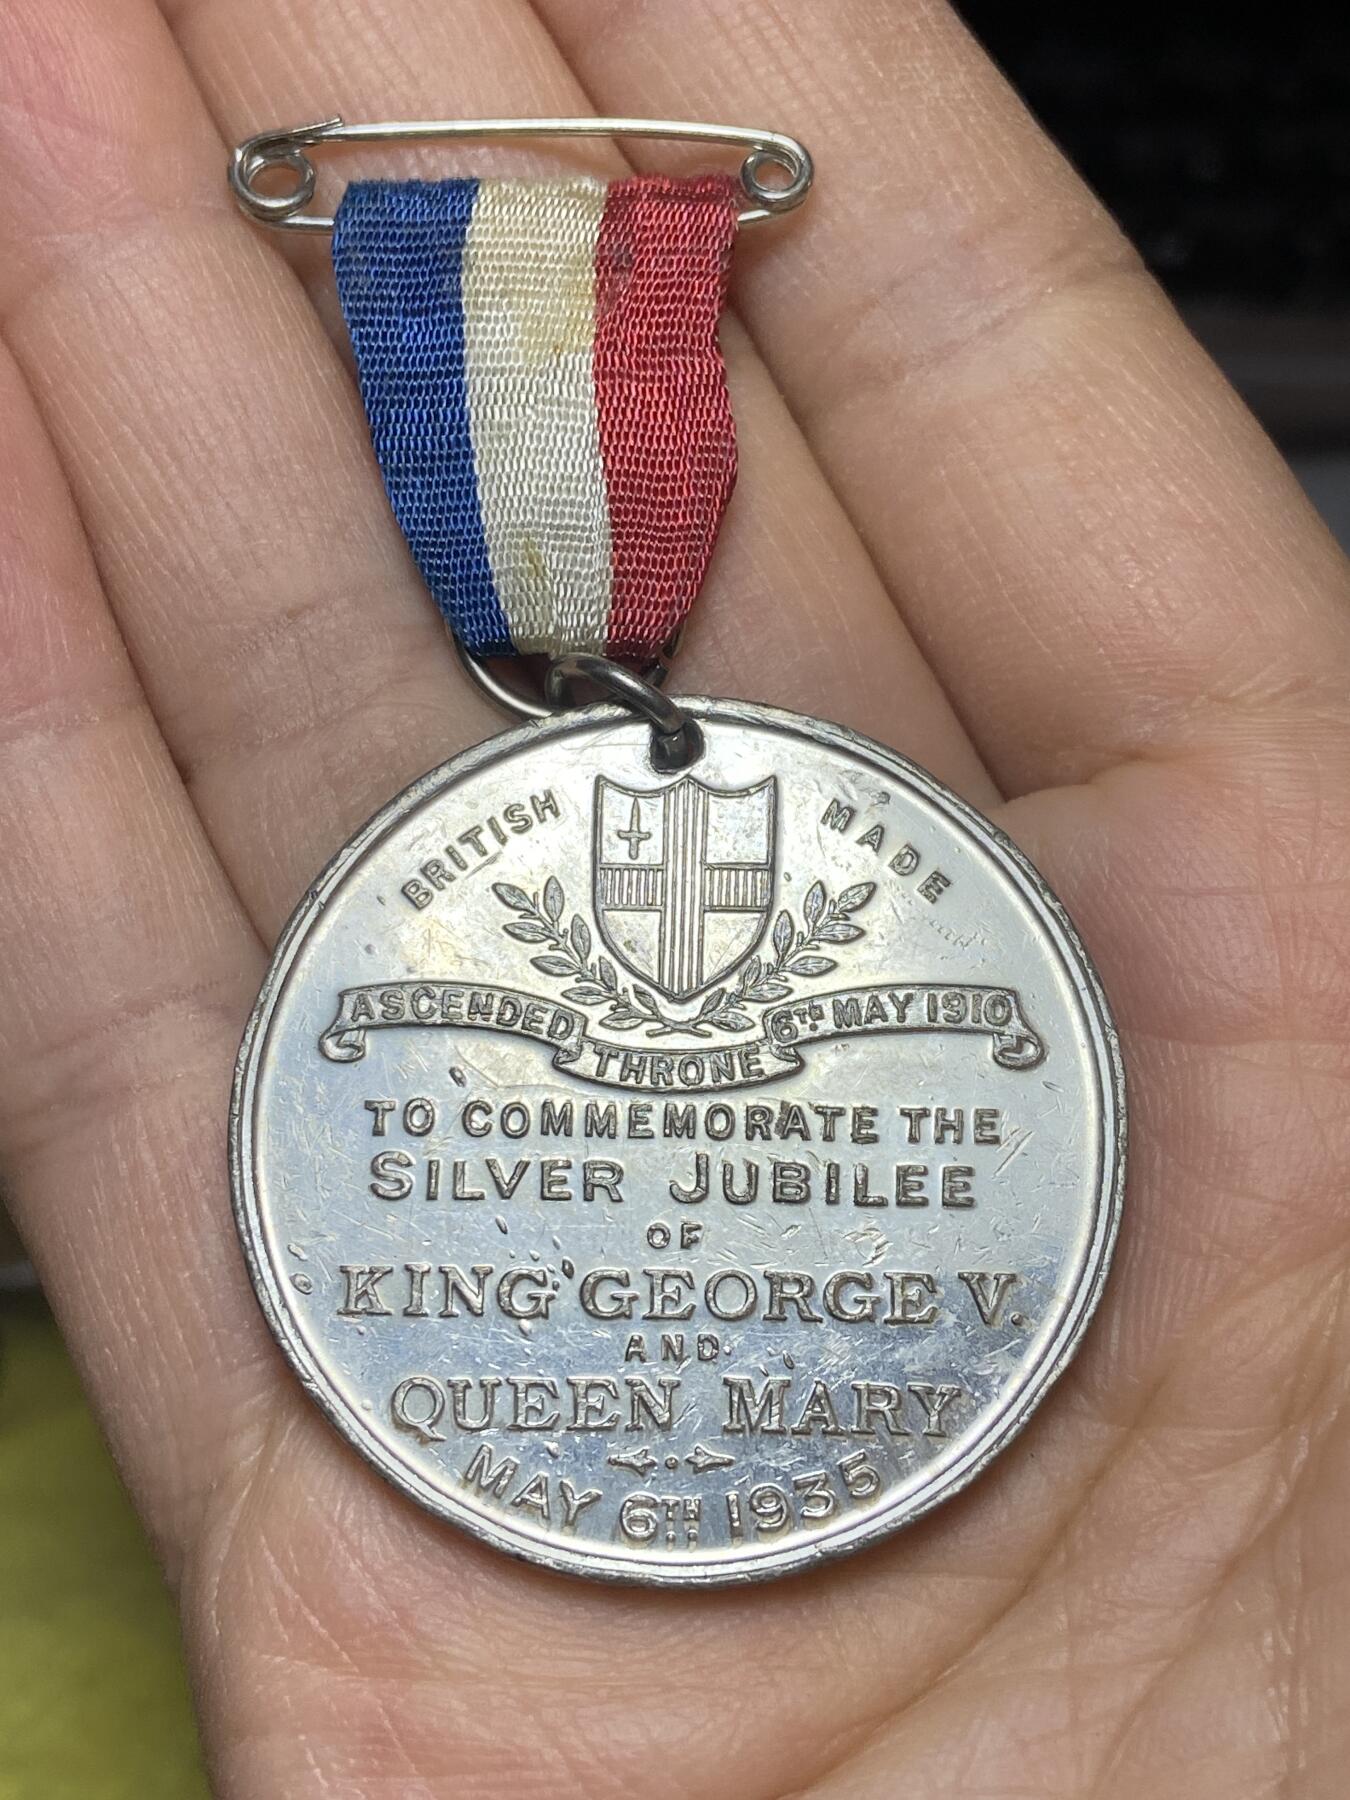 BRITISH MADE
ASCENDED THRONE 6TH MAY 1910
TO COMMEMORATE THE
SILVER JUBILEE
OF
KING GEORGE V.
AND
QUEEN MARY
MAY 6TH 1935